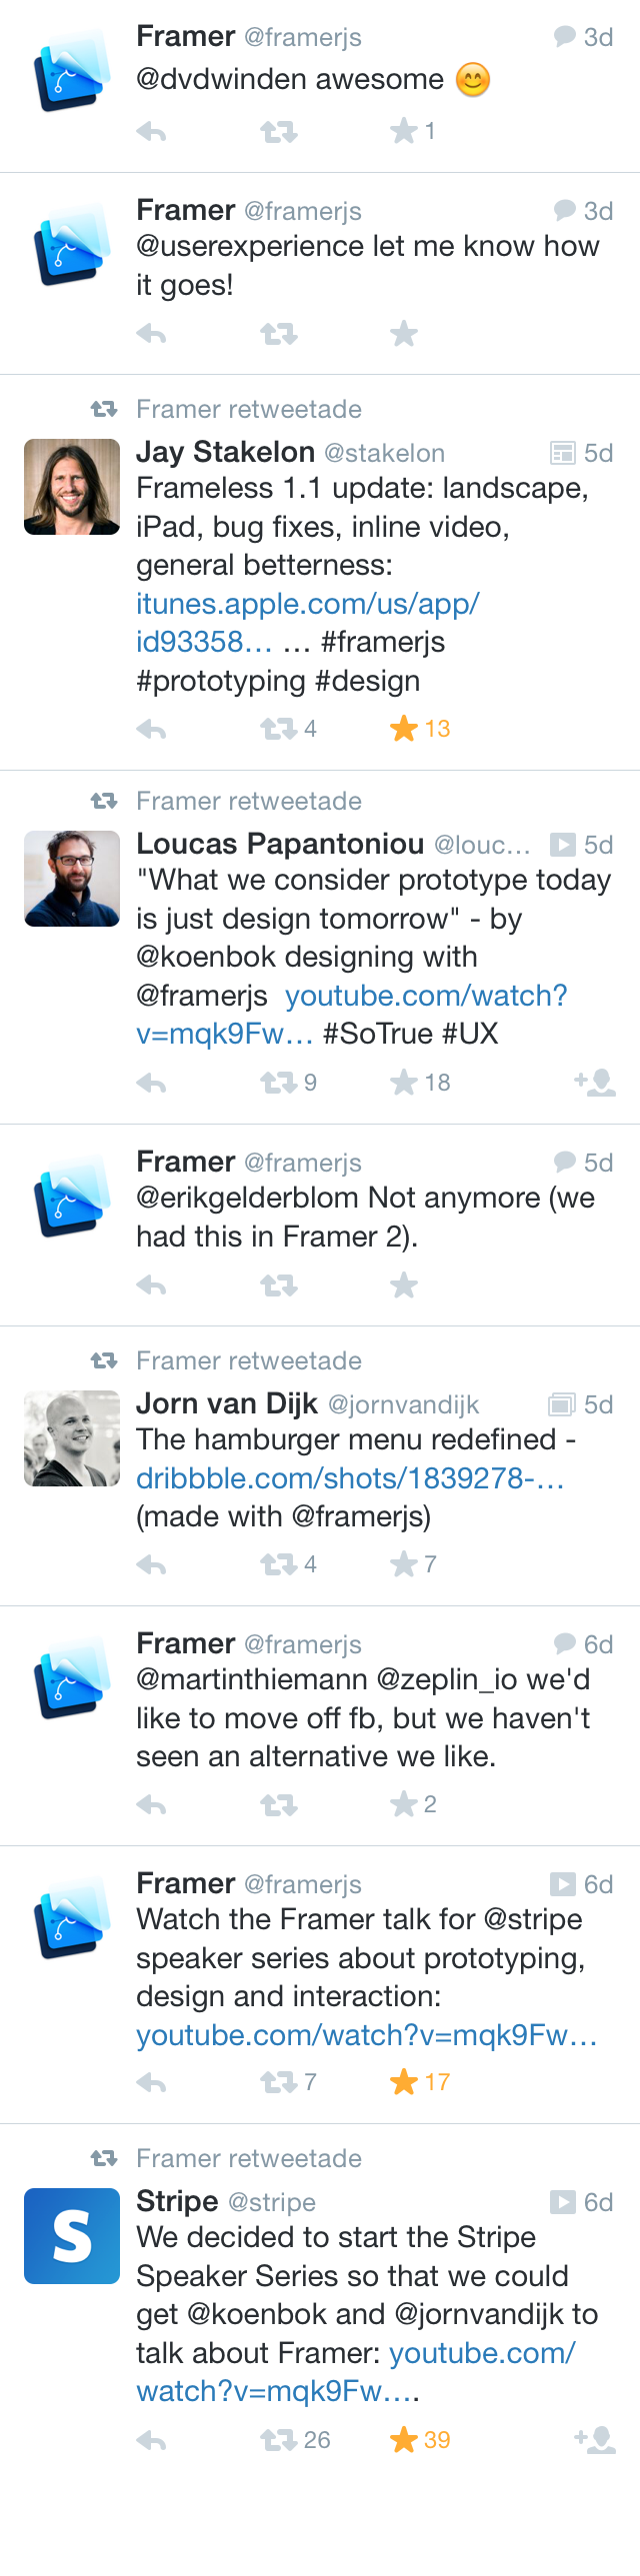 Framer @framerjs 3d
@dvdwinden awesome 😊
1
Framer @framerjs 3d
@userexperience let me know how
it goes!
Framer retweetade
Jay Stakelon @stakelon 5d
Frameless 1.1 update: landscape,
iPad, bug fixes, inline video,
general betterness:
itunes.apple.com/us/app/
id93358… … #framerjs
#prototyping #design
4 13
Framer retweetade
Loucas Papantoniou @louc… 5d
"What we consider prototype today
is just design tomorrow" - by
@koenbok designing with
@framerjs youtube.com/watch?
v=mqk9Fw… #SoTrue #UX
9 18
Framer @framerjs 5d
@erikgelderblom Not anymore (we
had this in Framer 2).
Framer retweetade
Jorn van Dijk @jornvandijk 5d
The hamburger menu redefined -
dribbble.com/shots/1839278-…
(made with @framerjs)
4 7
Framer @framerjs 6d
@martinthiemann @zeplin_io we'd
like to move off fb, but we haven't
seen an alternative we like.
2
Framer @framerjs 6d
Watch the Framer talk for @stripe
speaker series about prototyping,
design and interaction:
youtube.com/watch?v=mqk9Fw…
7 17
Framer retweetade
S
Stripe @stripe 6d
We decided to start the Stripe
Speaker Series so that we could
get @koenbok and @jornvandijk to
talk about Framer: youtube.com/
watch?v=mqk9Fw….
26 39